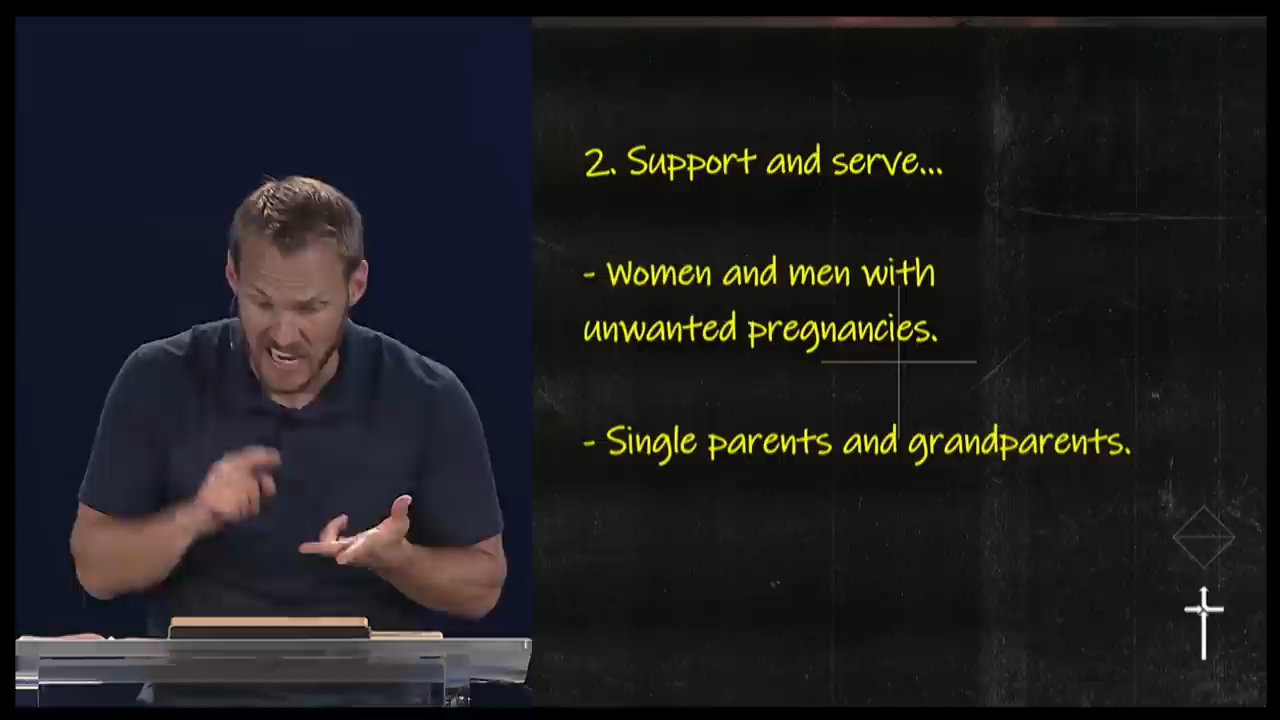 2. Support and serve...
- Women and men with
unwanted pregnancies.
- Single parents and grandparents.